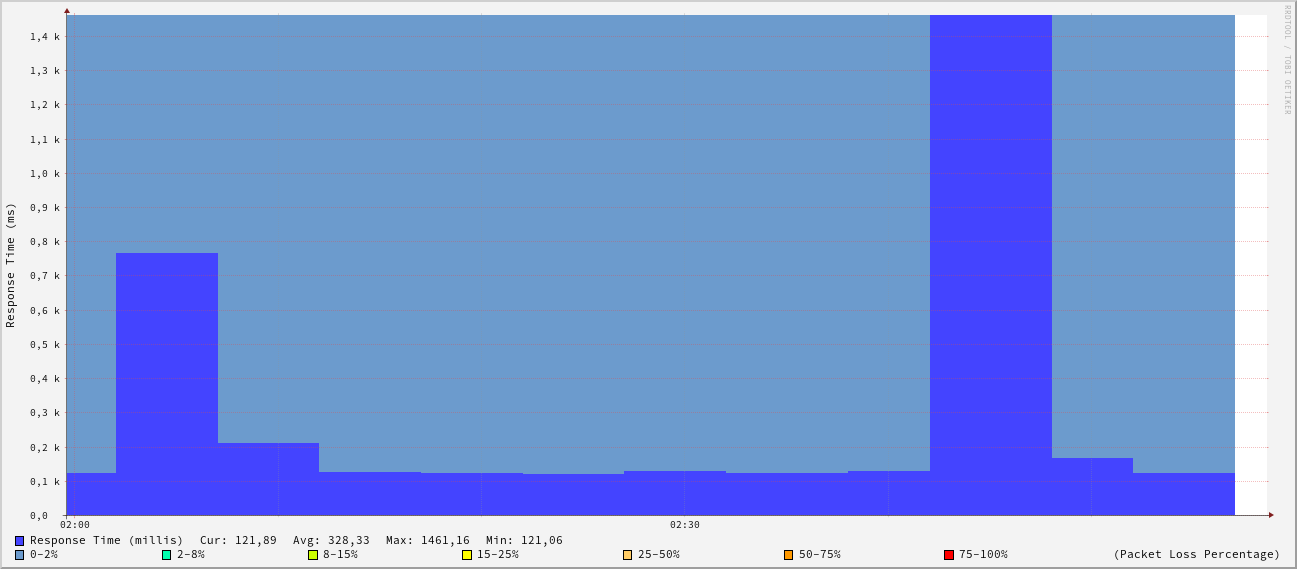 RRDTOOL / TOBI OETIKER
Response Time (ms)
1,4 k
1,3 k
1,2 k
1,1 k
1,0 k
0,9 k
0,8 k
0,7 k
0,6 k
0,5 k
0,4 k
0,3 k
0,2 k
0,1 k
0,0
02:00 02:30
Response Time (millis) Cur: 121,89 Avg: 328,33 Max: 1461,16 Min: 121,06
0-2% 2-8% 8-15% 15-25% 25-50% 50-75% 75-100% (Packet Loss Percentage)